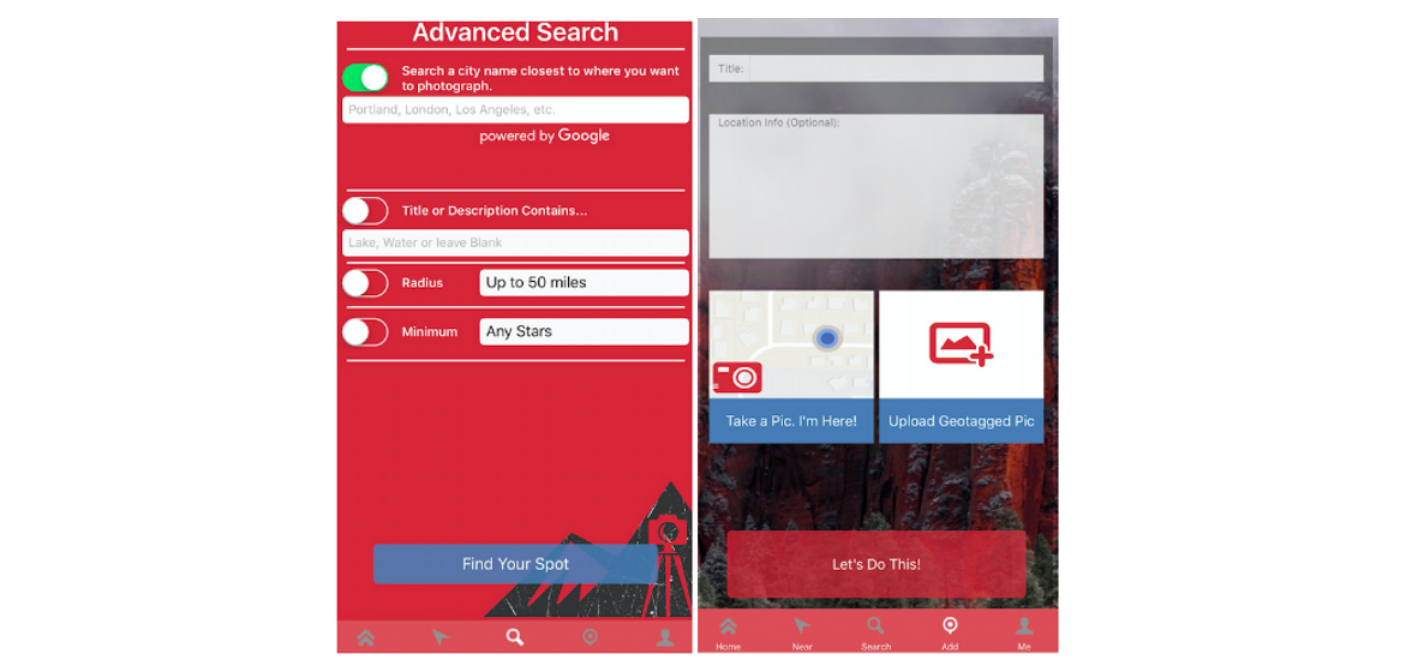 Advanced Search
Search a city name closest to where you want
to photograph.
Portland, London, Los Angeles, etc.
powered by Google
Title or Description Contains...
Lake, Water or leave Blank
Radius
Up to 50 miles
Minimum
Any Stars
Find Your Spot
Title:
Location Info (Optional):
Take a Pic. I'm Here!
Upload Geotagged Pic
Let's Do This!
Home
Near
Search
Add
Me